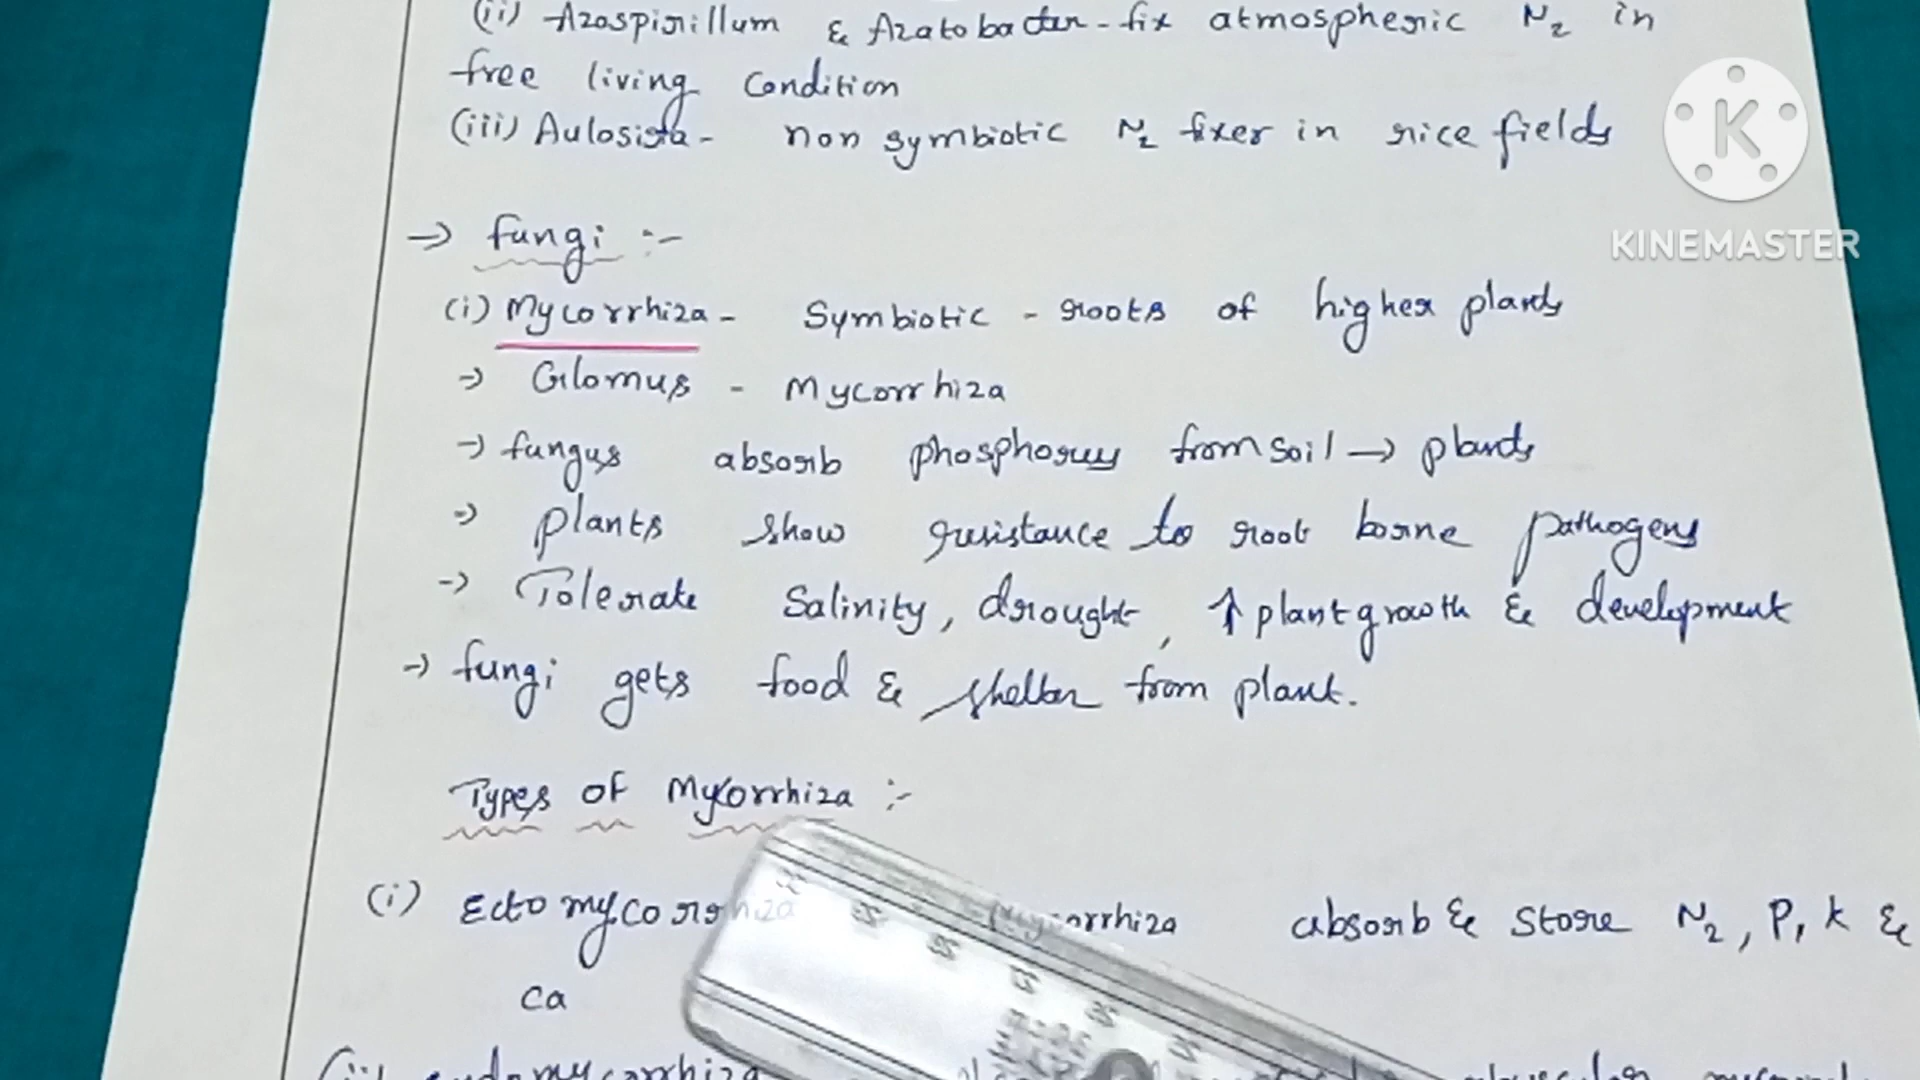 (ii) Azospirillum & Azatobacter - fix atmospheric N2 in
free living Condition
(iii) Aulosira - non symbiotic N2 fixer in rice fields
K
KINEMASTER
→ fungi :-
(i) Mycorrhiza - Symbiotic - roots of higher plants
→ Glomus - Mycorrhiza
→ fungus absorb phosphorus from soil → plants
→ plants show resistance to root borne pathogens
→ Tolerate Salinity, drought, ↑ plant growth & development
→ fungi gets food & shelter from plant.
Types of Mycorrhiza :-
(i) Ectomycorrhiza - Mycorrhiza absorb & store N2, P, K &
Ca
(ii) endomycorrhiza